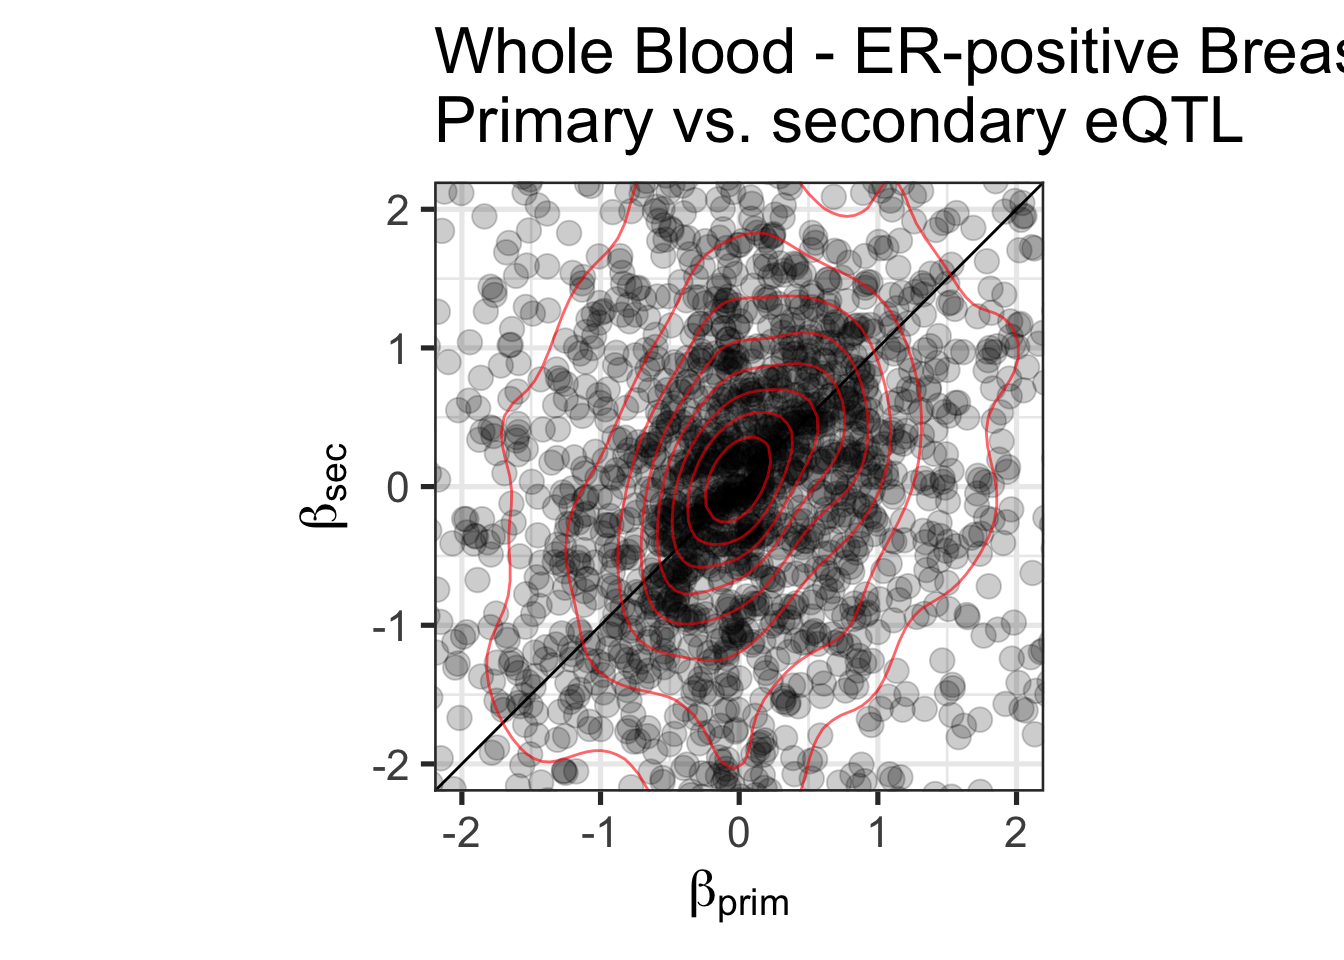 Whole Blood - ER-positive Breas
Primary vs. secondary eQTL
2
1
0
-1
-2
βsec
-2 -1 0 1 2
βprim